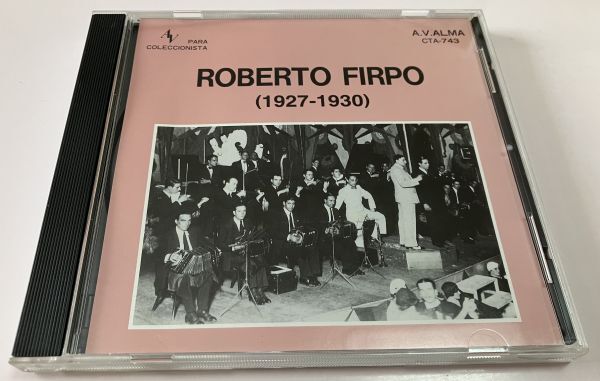 AV PARA
COLECCIONISTA
A.V.ALMA
CTA-743
ROBERTO FIRPO
(1927-1930)